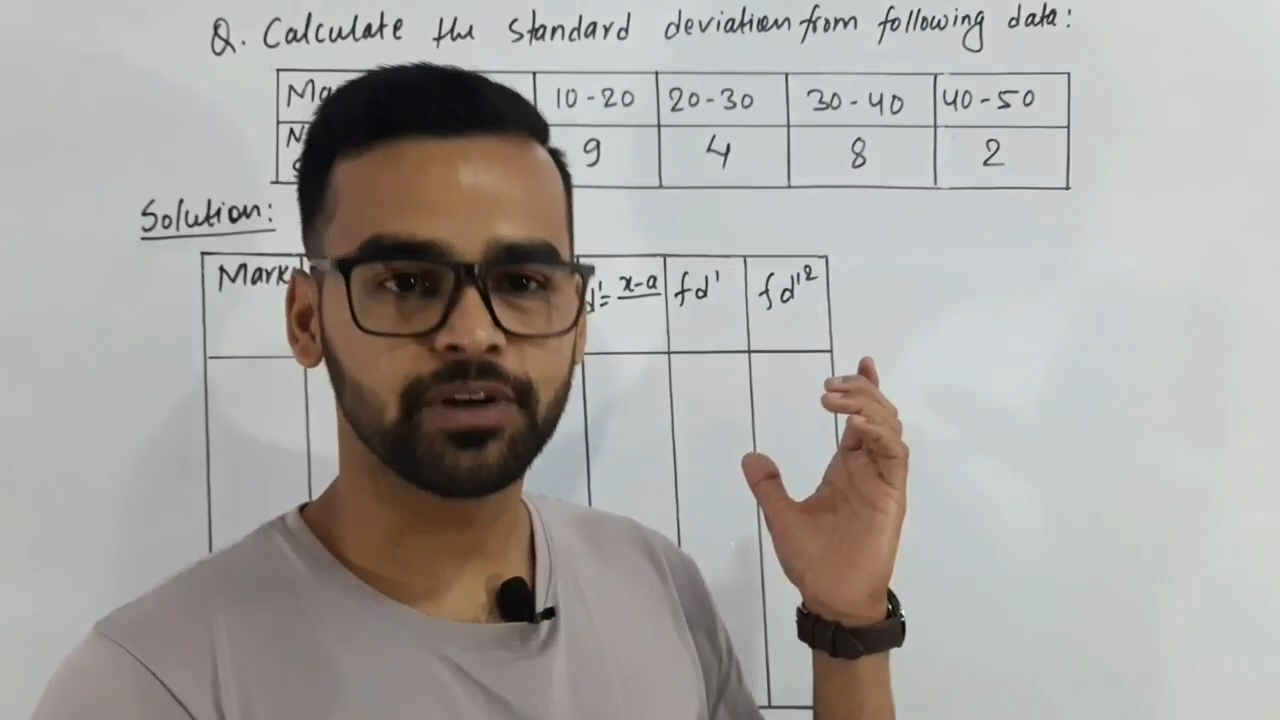 Q. Calculate the standard deviation from following data:
Ma 10-20 20-30 30-40 40-50
N 9 4 8 2
Solution:
Mark d'= x-a fd' fd'²